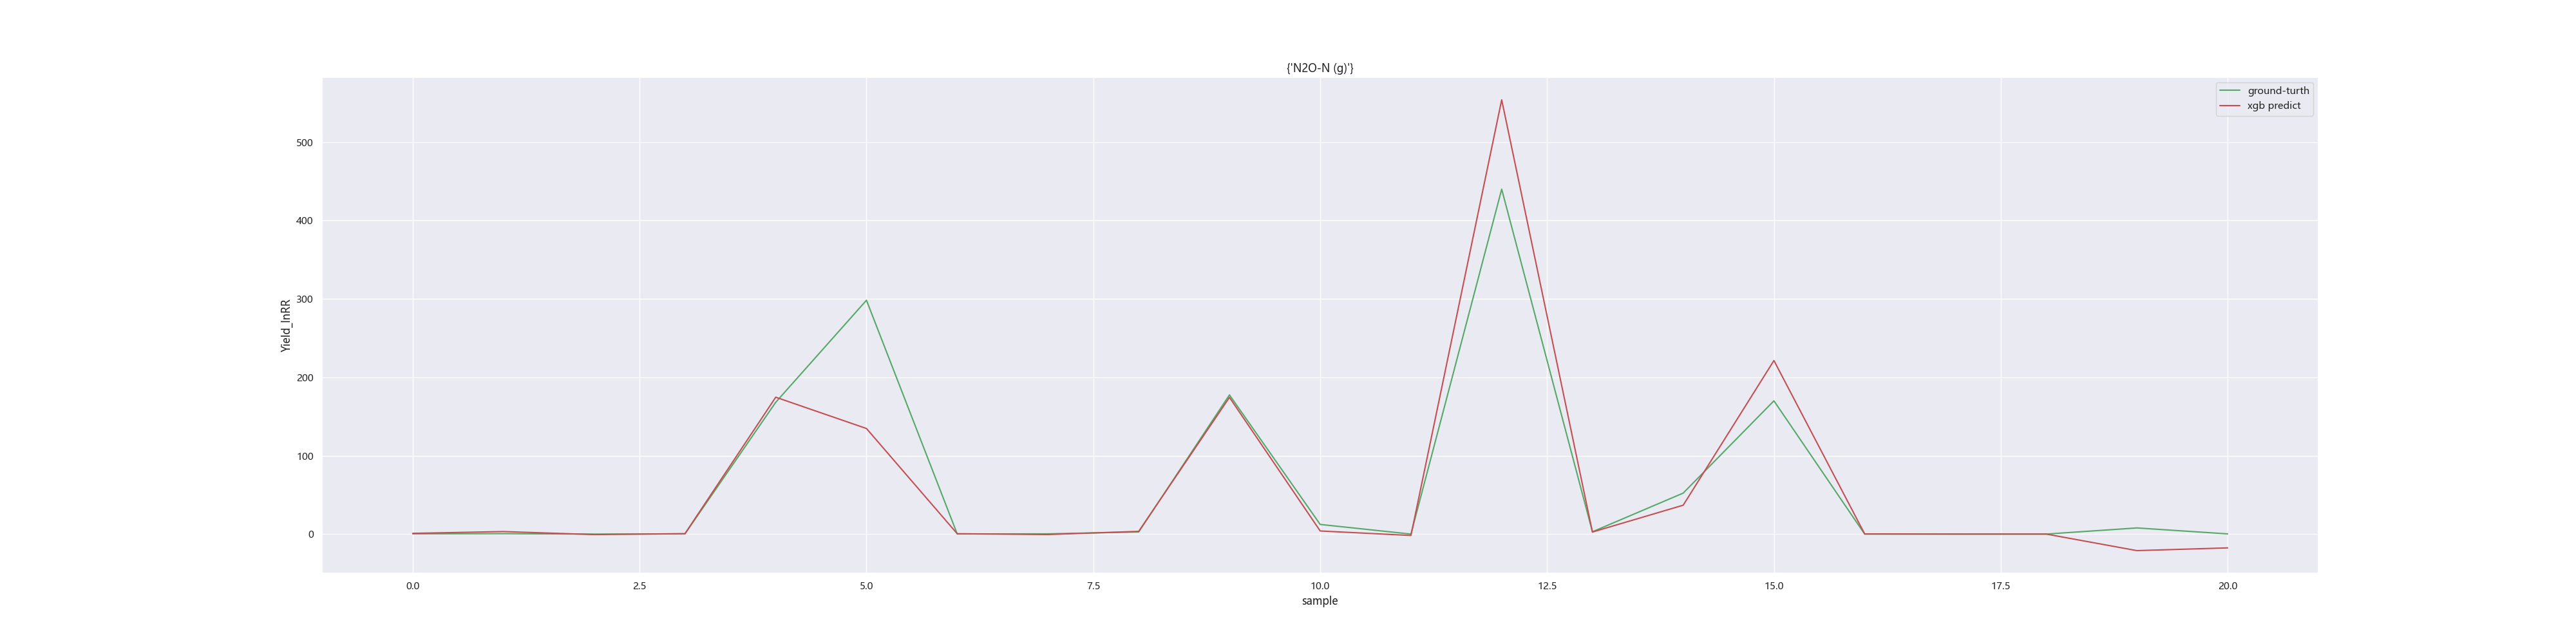 {'N2O-N (g)'}
ground-turth
xgb predict
Yield_lnRR
500
400
300
200
100
0
0.0 2.5 5.0 7.5 10.0 12.5 15.0 17.5 20.0
sample